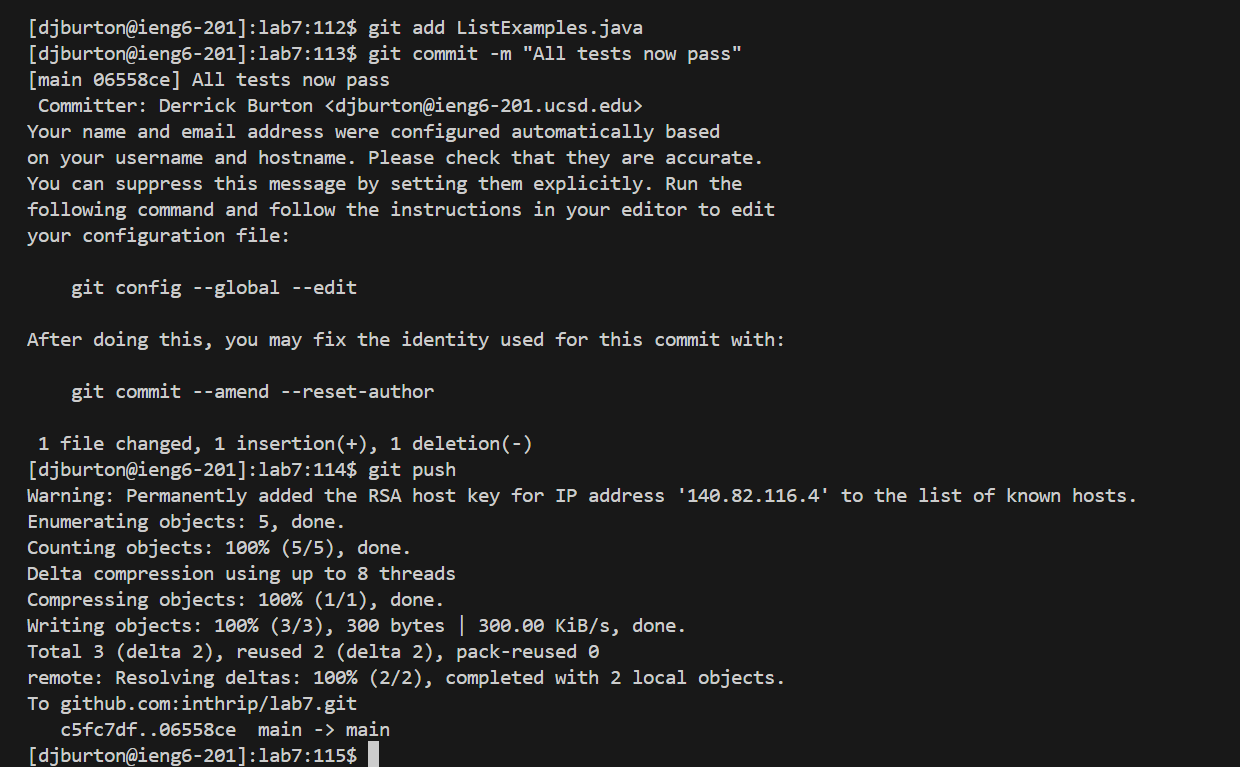 [djburton@ieng6-201]:lab7:112$ git add ListExamples.java
[djburton@ieng6-201]:lab7:113$ git commit -m "All tests now pass"
[main 06558ce] All tests now pass
 Committer: Derrick Burton <djburton@ieng6-201.ucsd.edu>
Your name and email address were configured automatically based
on your username and hostname. Please check that they are accurate.
You can suppress this message by setting them explicitly. Run the
following command and follow the instructions in your editor to edit
your configuration file:

    git config --global --edit

After doing this, you may fix the identity used for this commit with:

    git commit --amend --reset-author

 1 file changed, 1 insertion(+), 1 deletion(-)
[djburton@ieng6-201]:lab7:114$ git push
Warning: Permanently added the RSA host key for IP address '140.82.116.4' to the list of known hosts.
Enumerating objects: 5, done.
Counting objects: 100% (5/5), done.
Delta compression using up to 8 threads
Compressing objects: 100% (1/1), done.
Writing objects: 100% (3/3), 300 bytes | 300.00 KiB/s, done.
Total 3 (delta 2), reused 2 (delta 2), pack-reused 0
remote: Resolving deltas: 100% (2/2), completed with 2 local objects.
To github.com:inthrip/lab7.git
   c5fc7df..06558ce  main -> main
[djburton@ieng6-201]:lab7:115$